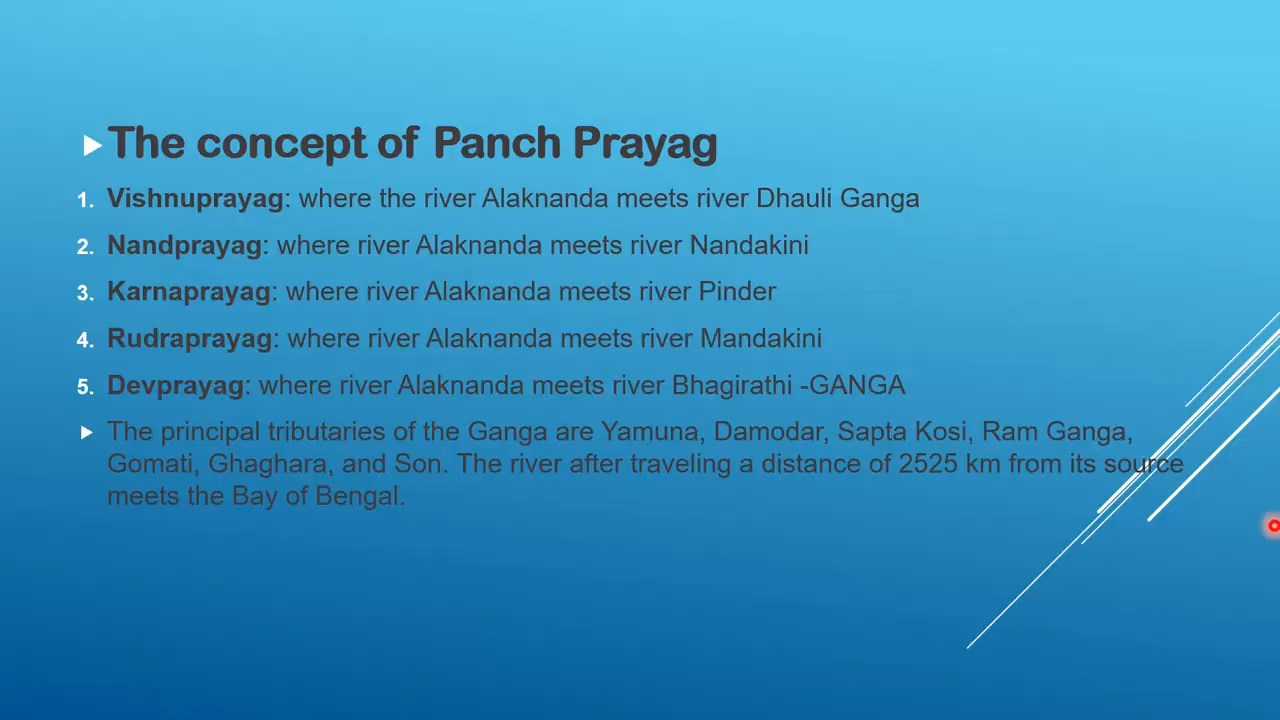 The concept of Panch Prayag
1. Vishnuprayag: where the river Alaknanda meets river Dhauli Ganga
2. Nandprayag: where river Alaknanda meets river Nandakini
3. Karnaprayag: where river Alaknanda meets river Pinder
4. Rudraprayag: where river Alaknanda meets river Mandakini
5. Devprayag: where river Alaknanda meets river Bhagirathi -GANGA
The principal tributaries of the Ganga are Yamuna, Damodar, Sapta Kosi, Ram Ganga,
Gomati, Ghaghara, and Son. The river after traveling a distance of 2525 km from its source
meets the Bay of Bengal.